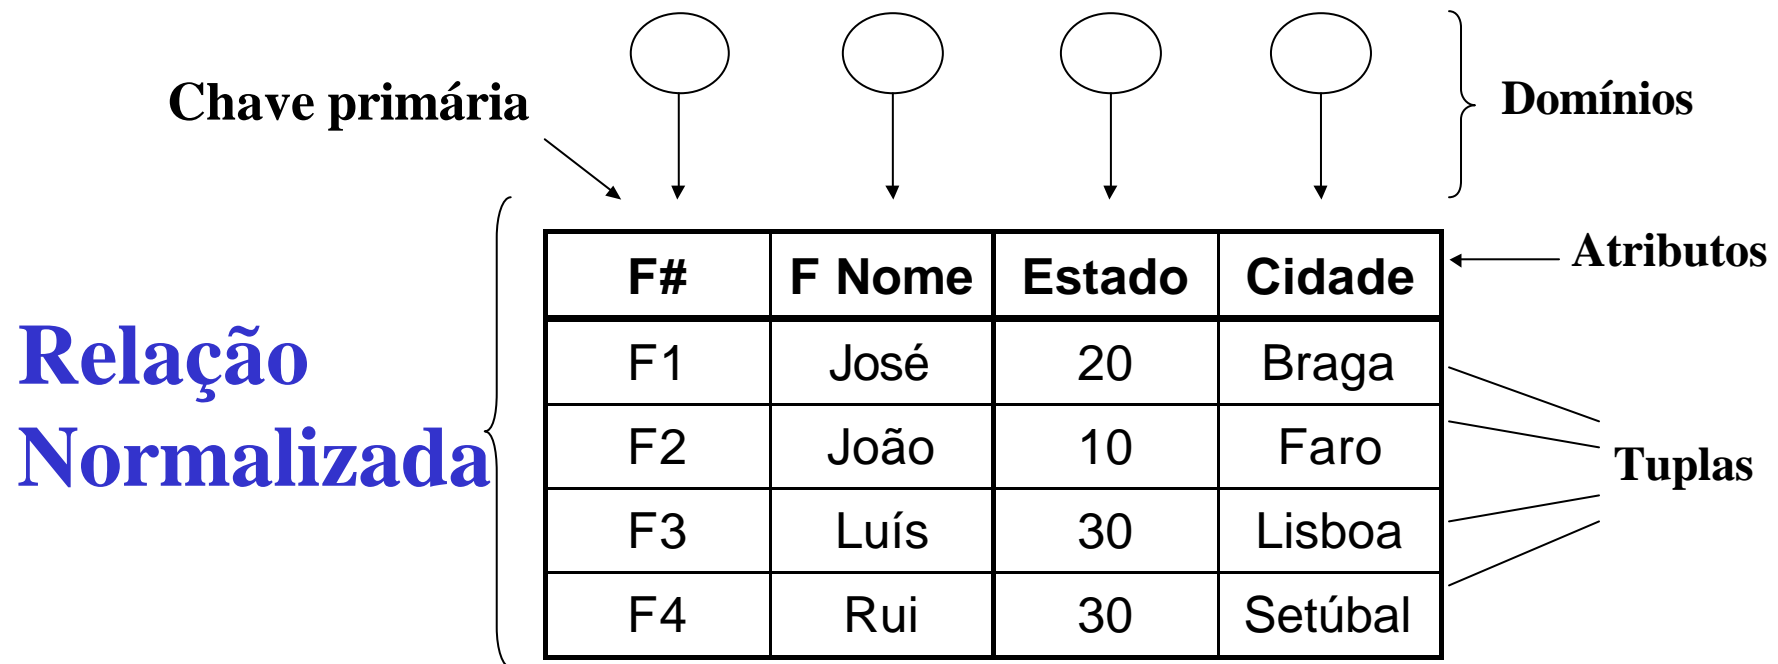 Chave primária
Domínios
Atributos
F# F Nome Estado Cidade
F1 José 20 Braga
F2 João 10 Faro
F3 Luís 30 Lisboa
F4 Rui 30 Setúbal
Relação
Normalizada
Tuplas